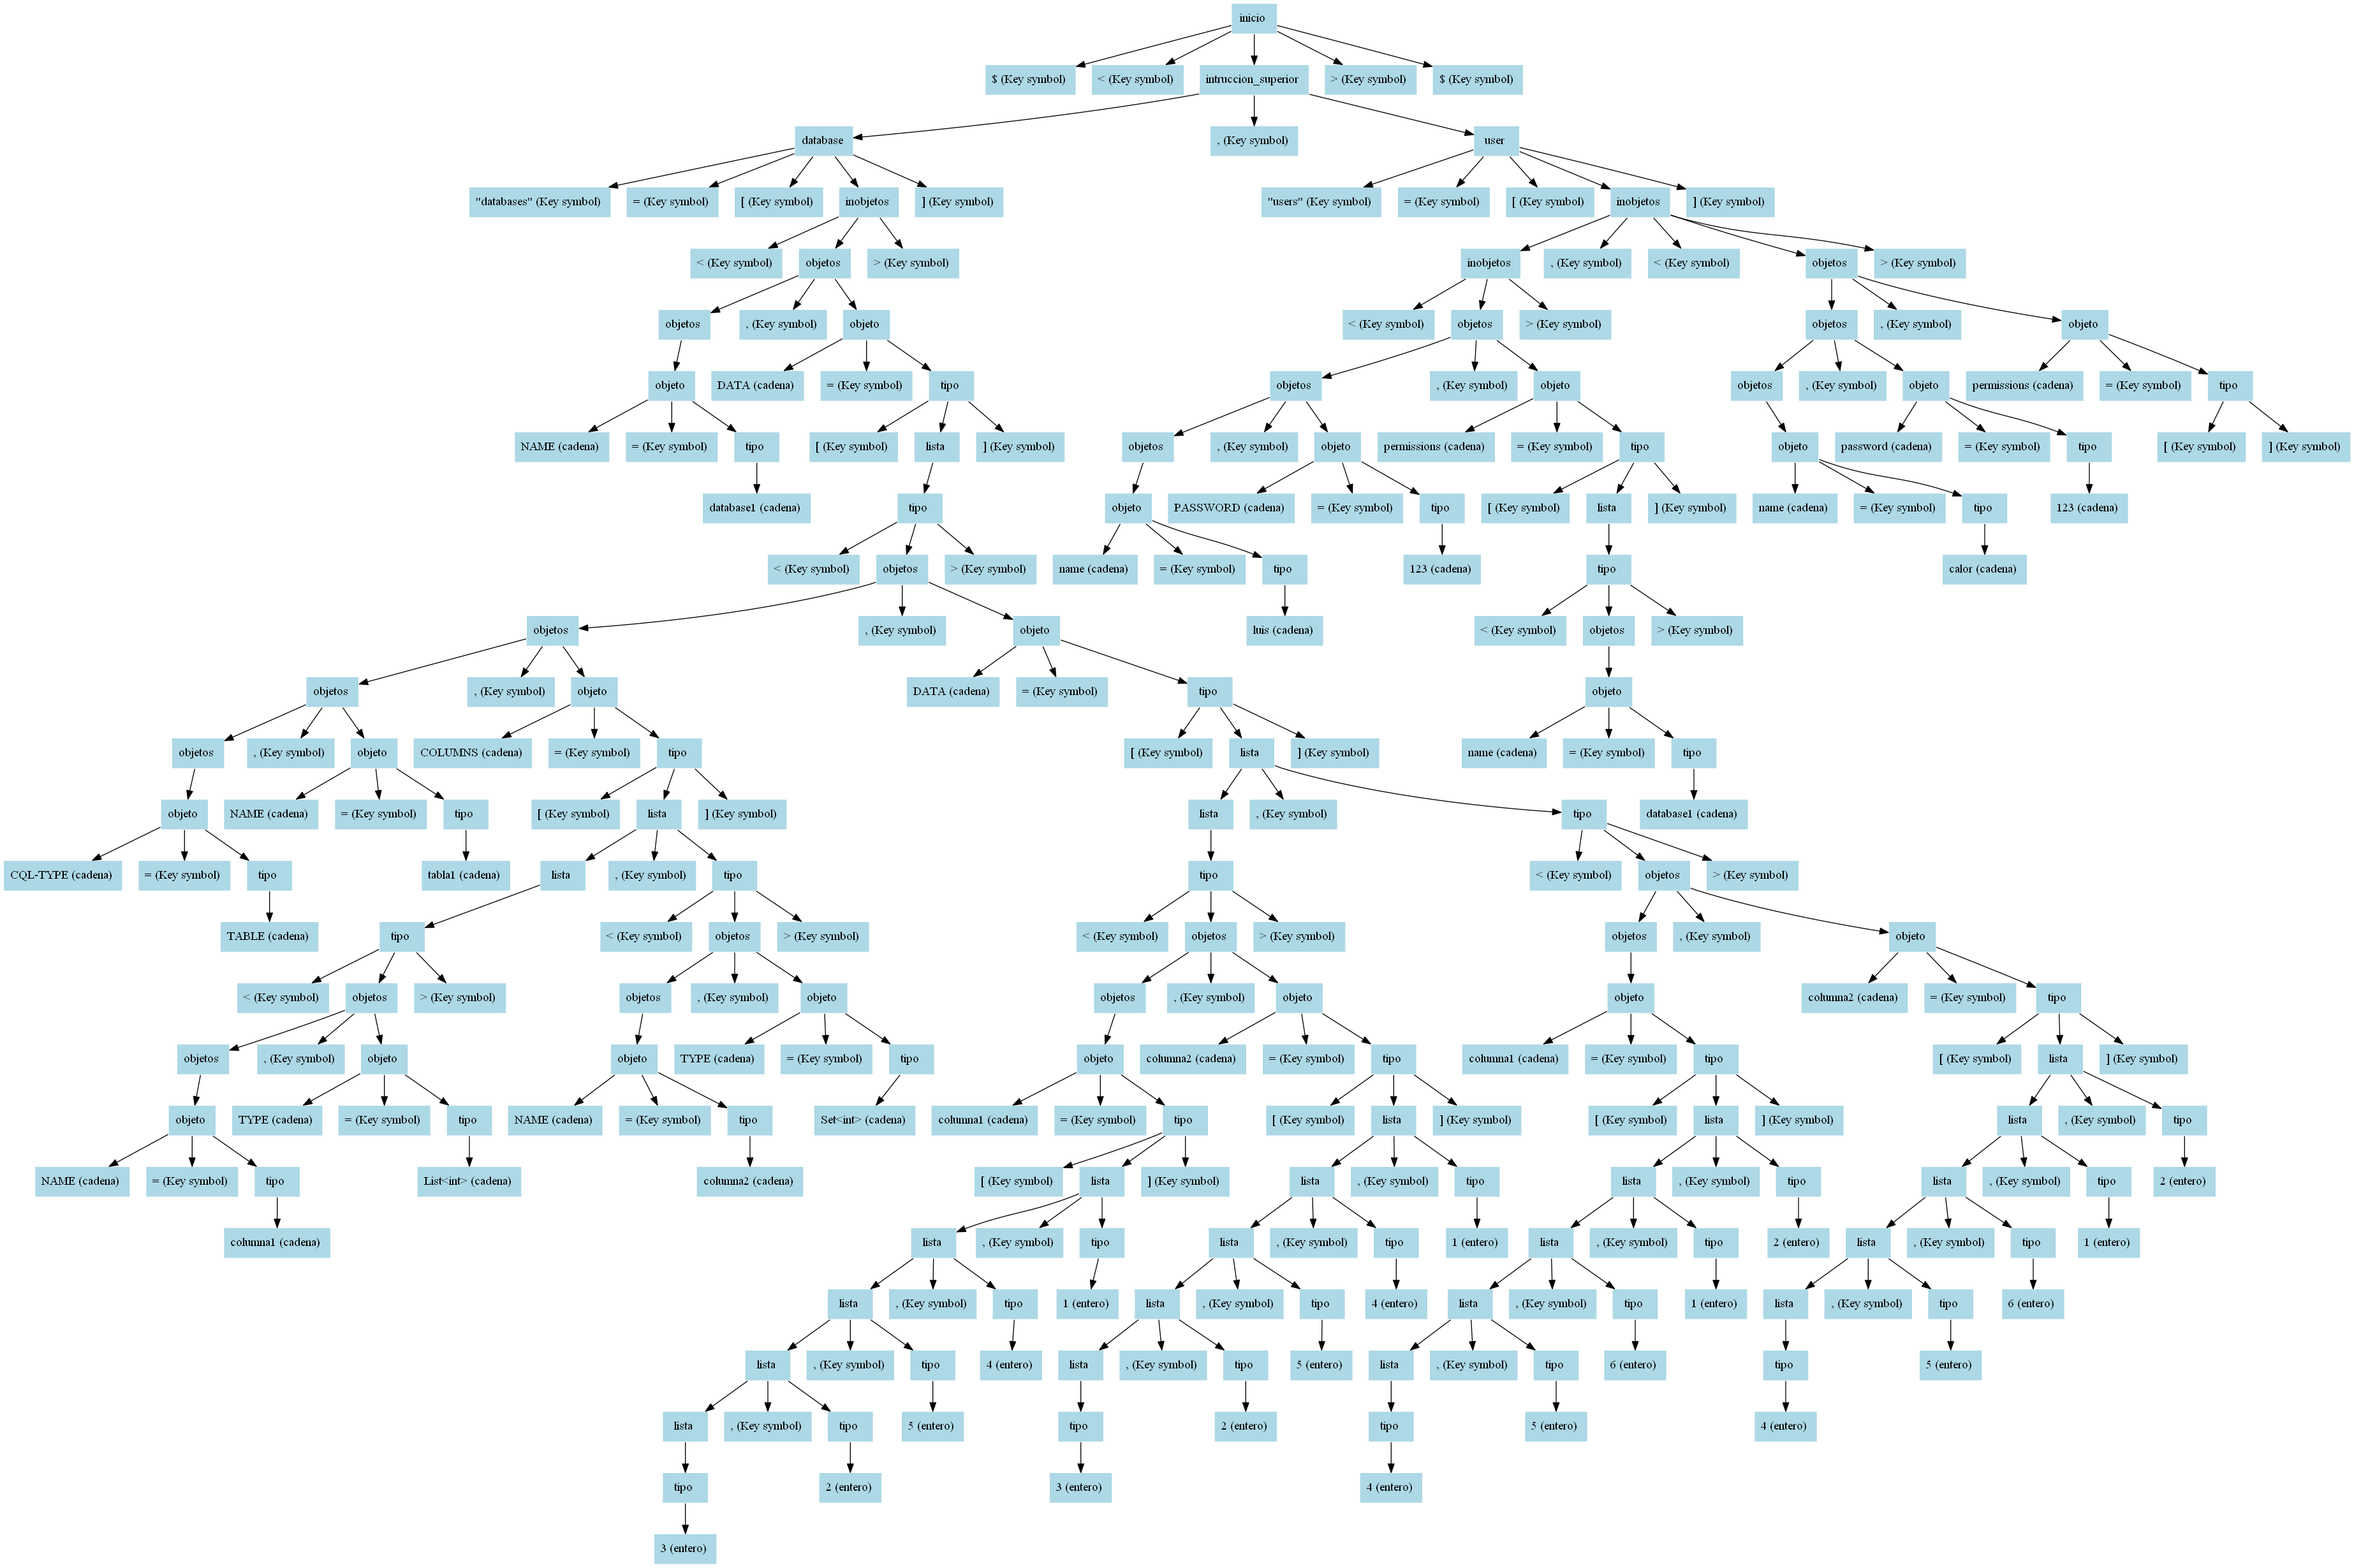 inicio
$ (Key symbol) < (Key symbol) intruccion_superior > (Key symbol) $ (Key symbol)
database , (Key symbol) user
"databases" (Key symbol) = (Key symbol) [ (Key symbol) inobjetos ] (Key symbol) "users" (Key symbol) = (Key symbol) [ (Key symbol) inobjetos ] (Key symbol)
< (Key symbol) objetos > (Key symbol) inobjetos , (Key symbol) < (Key symbol) objetos > (Key symbol)
objetos , (Key symbol) objeto < (Key symbol) objetos > (Key symbol) objetos , (Key symbol) objeto
objeto DATA (cadena) = (Key symbol) tipo objetos , (Key symbol) objeto objetos , (Key symbol) objeto permissions (cadena) = (Key symbol) tipo
NAME (cadena) = (Key symbol) tipo [ (Key symbol) lista ] (Key symbol) objetos , (Key symbol) objeto permissions (cadena) = (Key symbol) tipo objeto password (cadena) = (Key symbol) tipo [ (Key symbol) ] (Key symbol)
database1 (cadena) tipo objeto PASSWORD (cadena) = (Key symbol) tipo [ (Key symbol) lista ] (Key symbol) name (cadena) = (Key symbol) tipo 123 (cadena)
< (Key symbol) objetos > (Key symbol) name (cadena) = (Key symbol) tipo 123 (cadena) tipo calor (cadena)
objetos , (Key symbol) objeto luis (cadena) < (Key symbol) objetos > (Key symbol)
objetos , (Key symbol) objeto DATA (cadena) = (Key symbol) tipo objeto
objetos , (Key symbol) objeto COLUMNS (cadena) = (Key symbol) tipo [ (Key symbol) lista ] (Key symbol) name (cadena) = (Key symbol) tipo
objeto NAME (cadena) = (Key symbol) tipo [ (Key symbol) lista ] (Key symbol) lista , (Key symbol) tipo database1 (cadena)
CQL-TYPE (cadena) = (Key symbol) tipo tabla1 (cadena) lista , (Key symbol) tipo tipo < (Key symbol) objetos > (Key symbol)
TABLE (cadena) tipo < (Key symbol) objetos > (Key symbol) < (Key symbol) objetos > (Key symbol) objetos , (Key symbol) objeto
< (Key symbol) objetos > (Key symbol) objetos , (Key symbol) objeto objetos , (Key symbol) objeto objeto columna2 (cadena) = (Key symbol) tipo
objetos , (Key symbol) objeto objeto TYPE (cadena) = (Key symbol) tipo objeto columna2 (cadena) = (Key symbol) tipo columna1 (cadena) = (Key symbol) tipo [ (Key symbol) lista ] (Key symbol)
objeto TYPE (cadena) = (Key symbol) tipo NAME (cadena) = (Key symbol) tipo Set<int> (cadena) columna1 (cadena) = (Key symbol) tipo [ (Key symbol) lista ] (Key symbol) [ (Key symbol) lista ] (Key symbol) lista , (Key symbol) tipo
NAME (cadena) = (Key symbol) tipo List<int> (cadena) columna2 (cadena) [ (Key symbol) lista ] (Key symbol) lista , (Key symbol) tipo lista , (Key symbol) tipo lista , (Key symbol) tipo 2 (entero)
columna1 (cadena) lista , (Key symbol) tipo lista , (Key symbol) tipo 1 (entero) lista , (Key symbol) tipo 2 (entero) lista , (Key symbol) tipo 1 (entero)
lista , (Key symbol) tipo 1 (entero) lista , (Key symbol) tipo 4 (entero) lista , (Key symbol) tipo 1 (entero) lista , (Key symbol) tipo 6 (entero)
lista , (Key symbol) tipo 4 (entero) lista , (Key symbol) tipo 5 (entero) lista , (Key symbol) tipo 6 (entero) tipo 5 (entero)
lista , (Key symbol) tipo 5 (entero) tipo 2 (entero) tipo 5 (entero) 4 (entero)
tipo 2 (entero) 3 (entero) 4 (entero)
3 (entero)